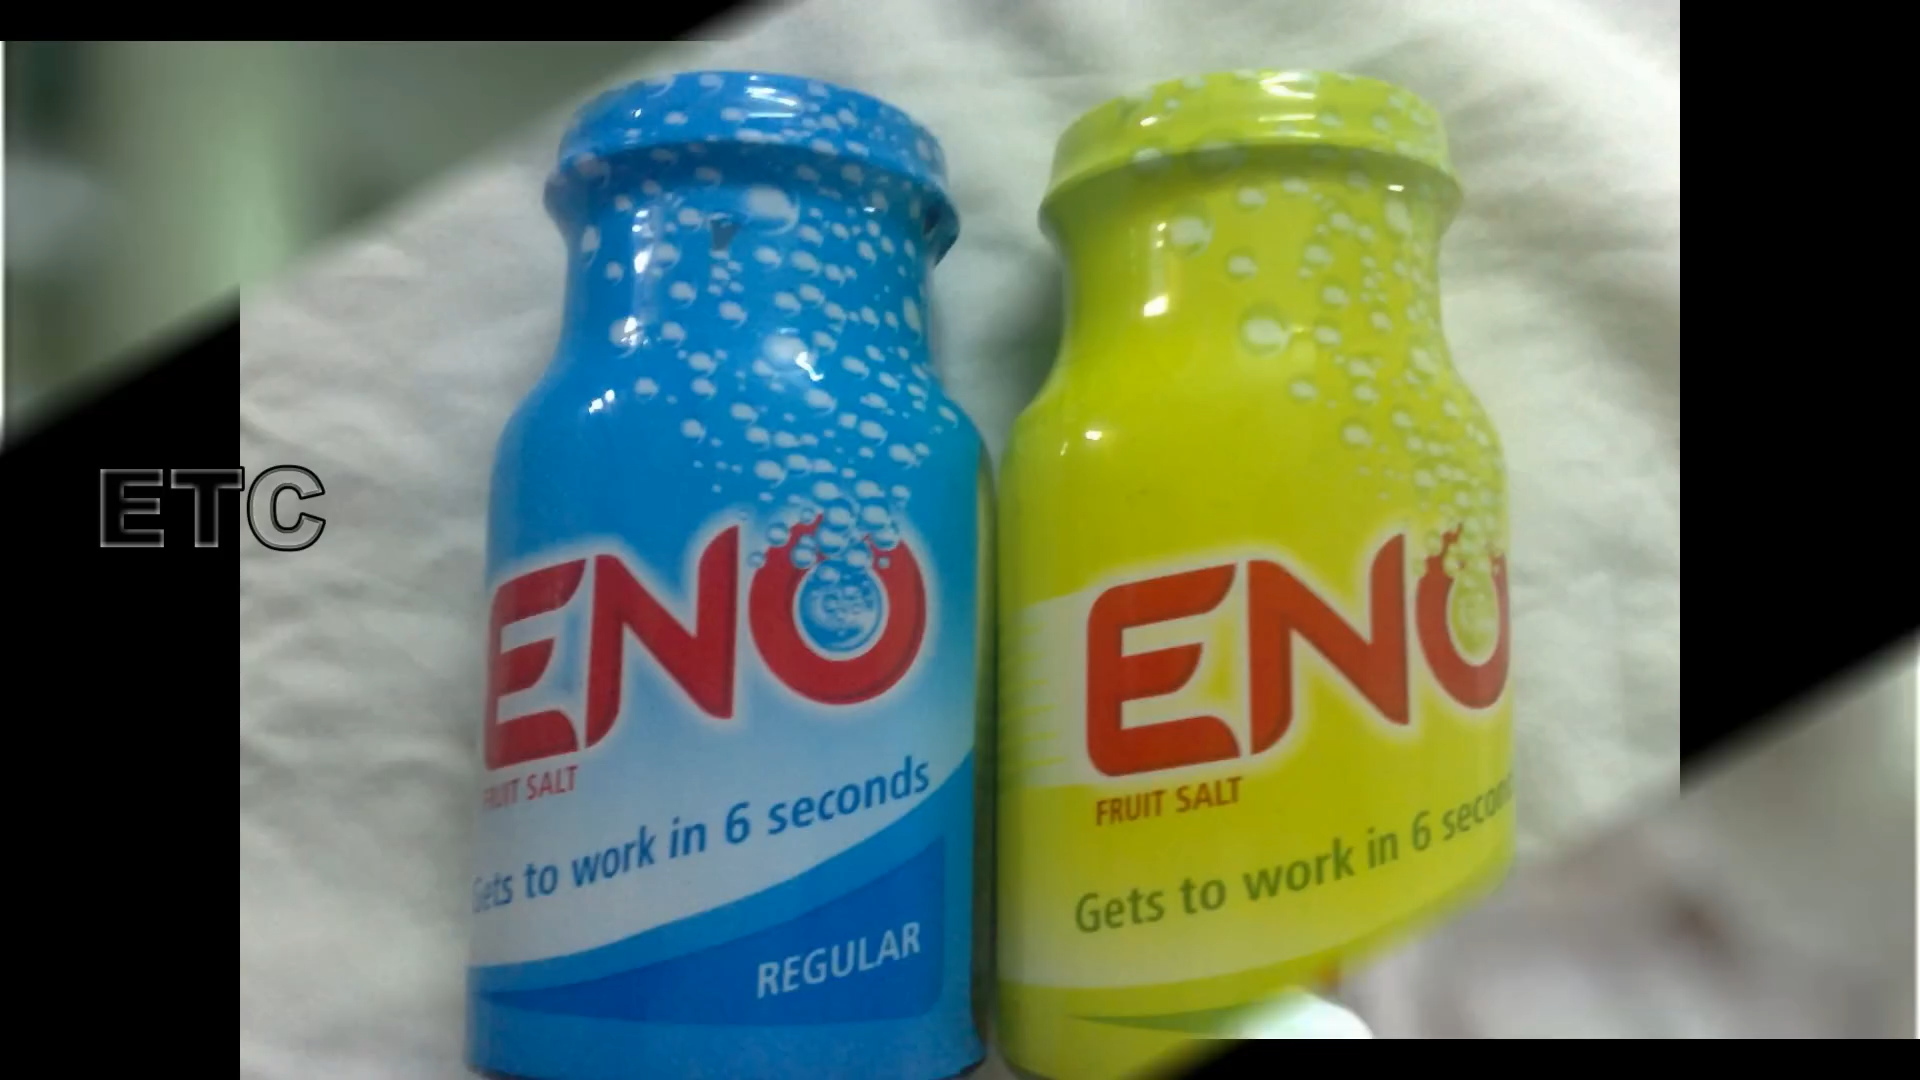 ETC
ENO
FRUIT SALT
Gets to work in 6 seconds
REGULAR
ENO
FRUIT SALT
Gets to work in 6 secon